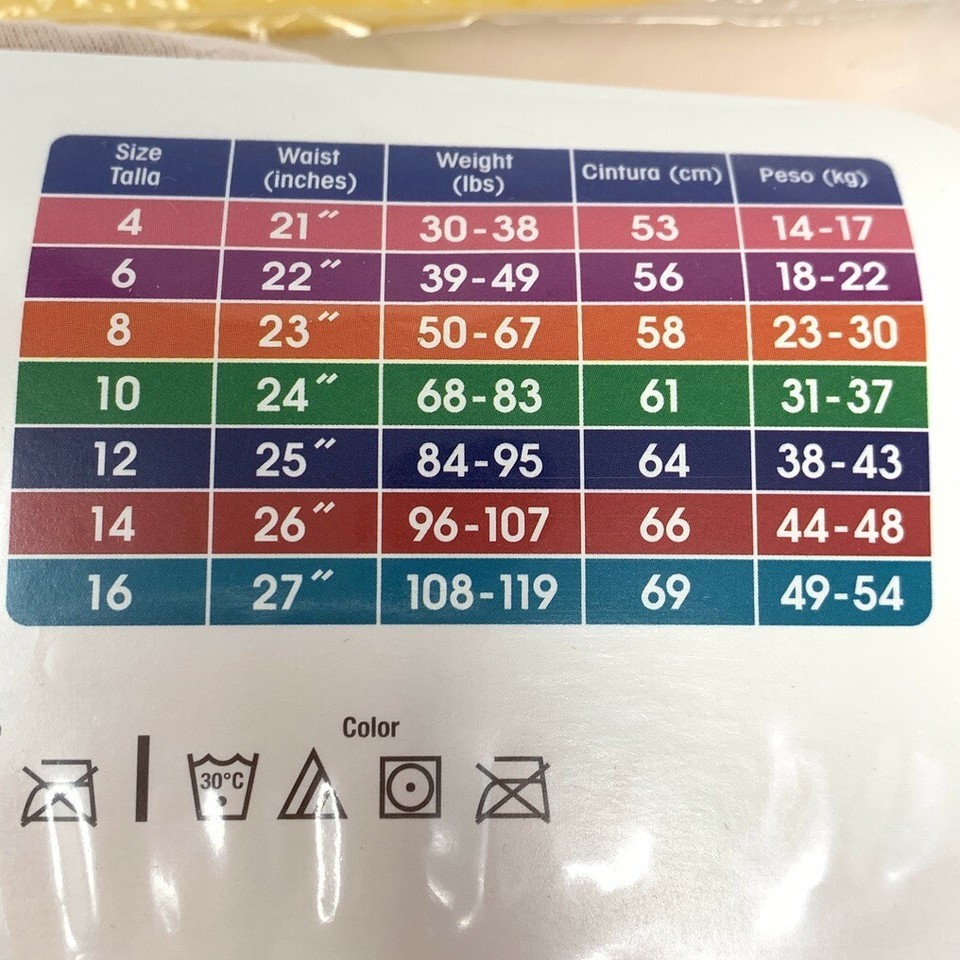 Size Talla Waist (inches) Weight (lbs) Cintura (cm) Peso (kg)
4 21” 30-38 53 14-17
6 22” 39-49 56 18-22
8 23” 50-67 58 23-30
10 24” 68-83 61 31-37
12 25” 84-95 64 38-43
14 26” 96-107 66 44-48
16 27” 108-119 69 49-54
Color
30°C